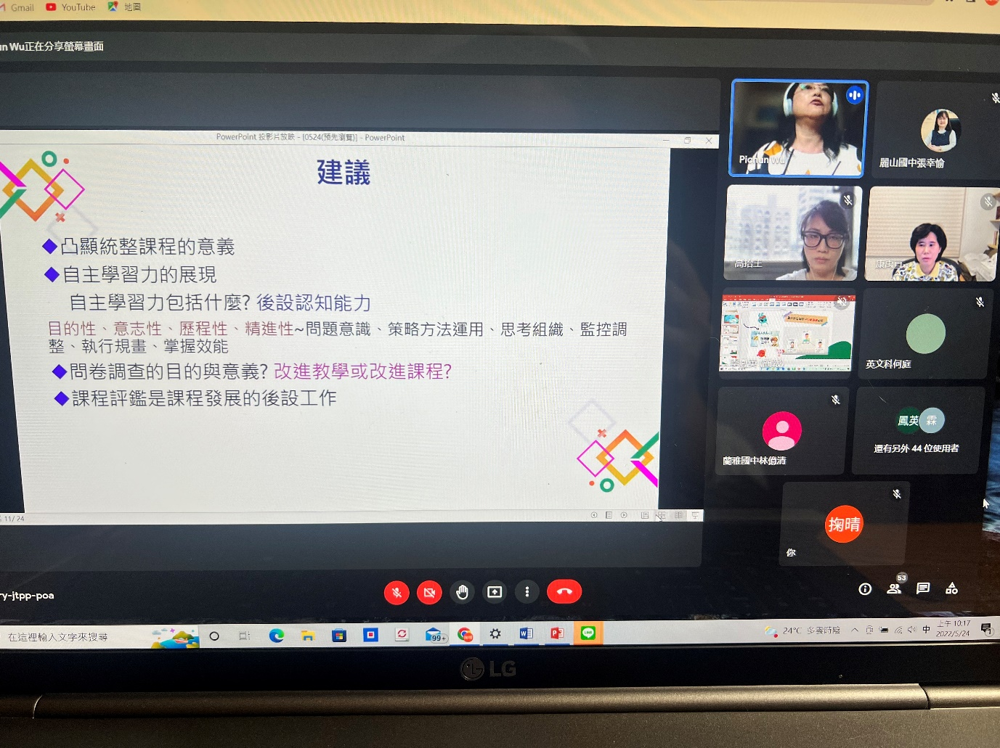 Gmail
YouTube
地圖
un Wu正在分享螢幕畫面
PowerPoint 投影片放映 - [0524(預先瀏覽)] - PowerPoint
建議
凸顯統整課程的意義
自主學習力的展現
自主學習力包括什麼? 後設認知能力
目的性、意志性、歷程性、精進性~問題意識、策略方法運用、思考組織、監控調
整、執行規畫、掌握效能
問卷調查的目的與意義? 改進教學或改進課程?
課程評鑑是課程發展的後設工作
11/ 24
Pichun Wu
麗山國中張幸愉
英文科何庭
蘭雅國中林億清
鳳英
霖
還有另外 44 位使用者
掬晴
你
ry-jtpp-poa
53
在這裡輸入文字來搜尋
99+
24°C 多雲時陰
中
上午 10:17
2022/5/24
LG